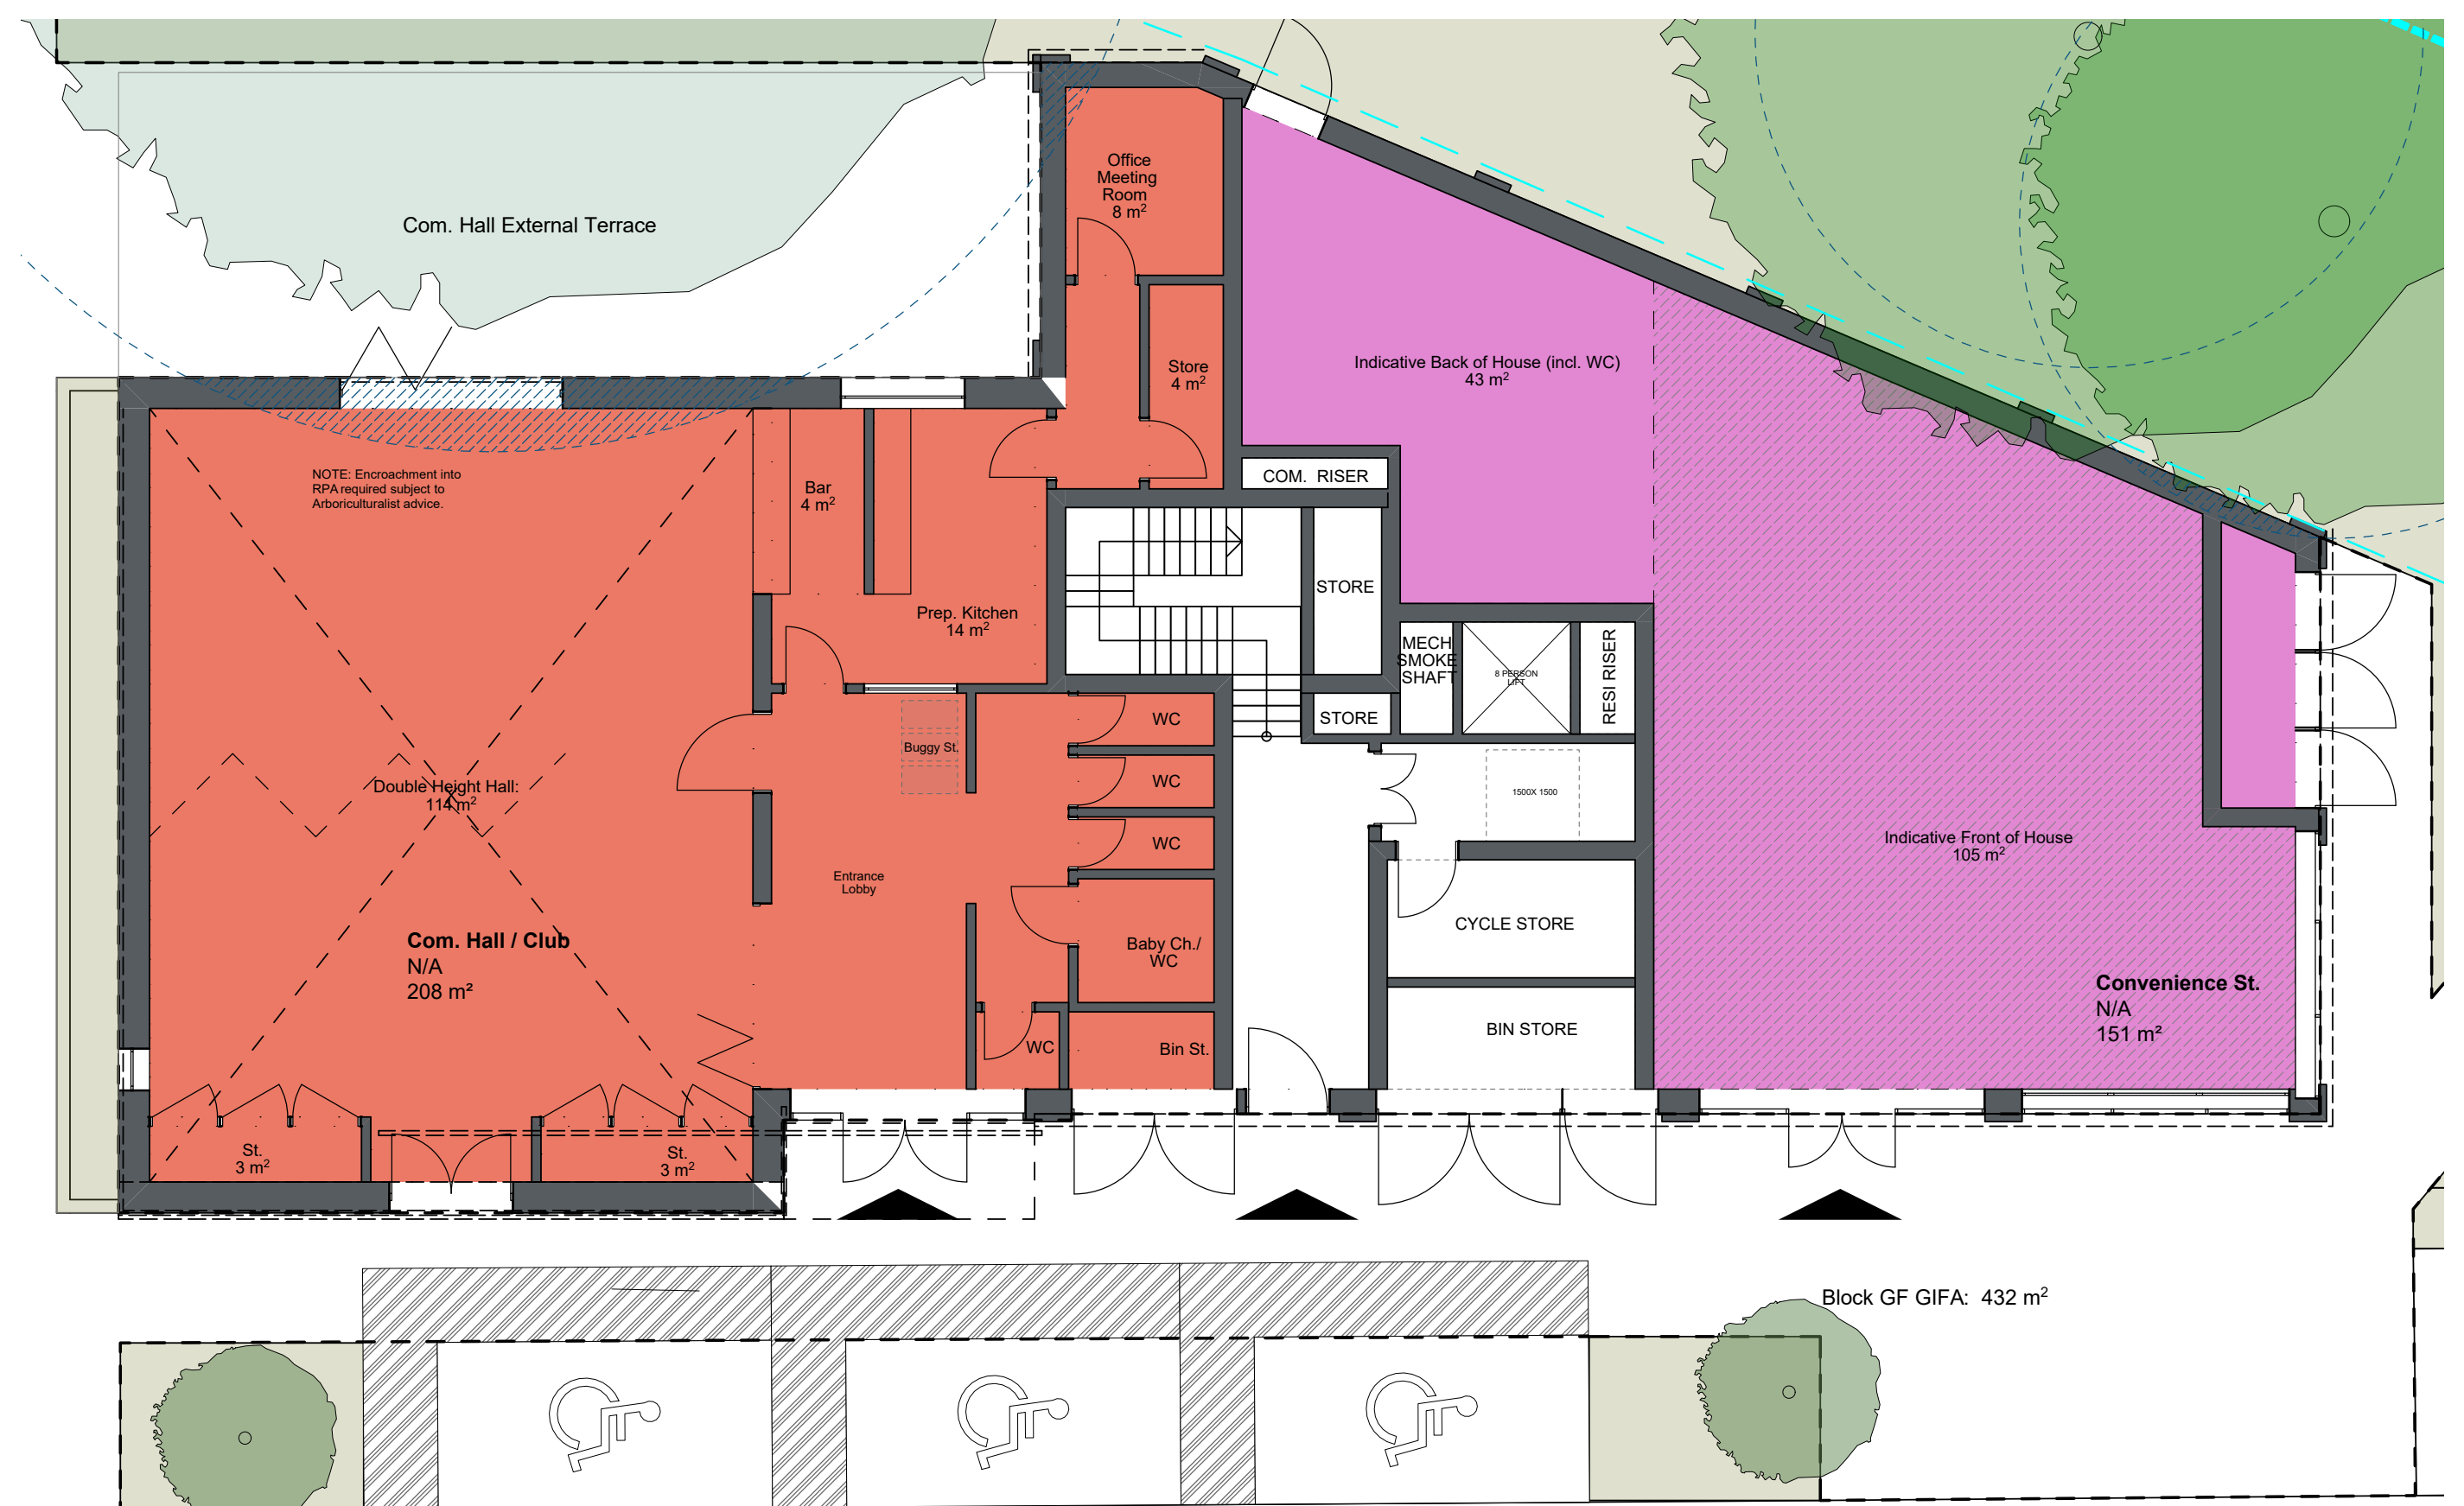 Office
Meeting
Room
8 m²
Com. Hall External Terrace
Store
4 m²
Indicative Back of House (incl. WC)
43 m²
NOTE: Encroachment into
RPA required subject to
Arboriculturalist advice.
Bar
4 m²
COM. RISER
STORE
Prep. Kitchen
14 m²
MECH
SMOKE
SHAFT
8 PERSON
LIFT
RESI RISER
WC
STORE
Buggy St.
WC
Double Height Hall:
114 m²
1500X 1500
WC
Indicative Front of House
105 m²
Entrance
Lobby
CYCLE STORE
Com. Hall / Club
N/A
208 m²
Baby Ch./
WC
Convenience St.
N/A
151 m²
BIN STORE
WC
Bin St.
St.
3 m²
St.
3 m²
Block GF GIFA: 432 m²